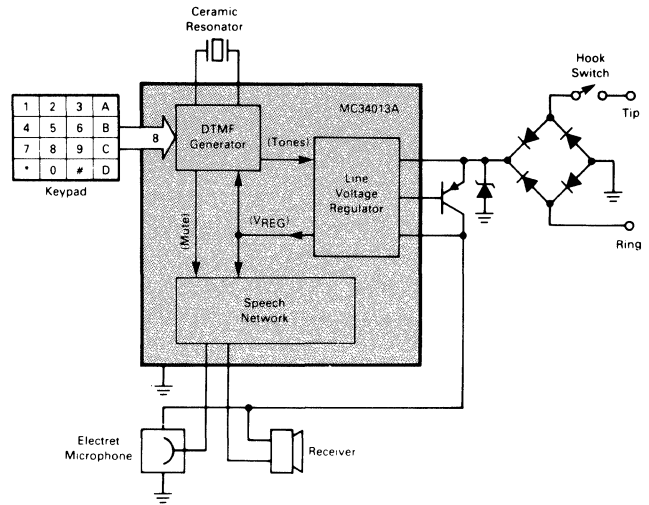 Ceramic
Resonator
Hook
Switch
Tip
MC34013A
1 2 3 A
4 5 6 B
7 8 9 C
* 0 # D
Keypad
8
DTMF
Generator
(Tones)
Line
Voltage
Regulator
(Mute)
(VREG)
Ring
Speech
Network
Electret
Microphone
Receiver